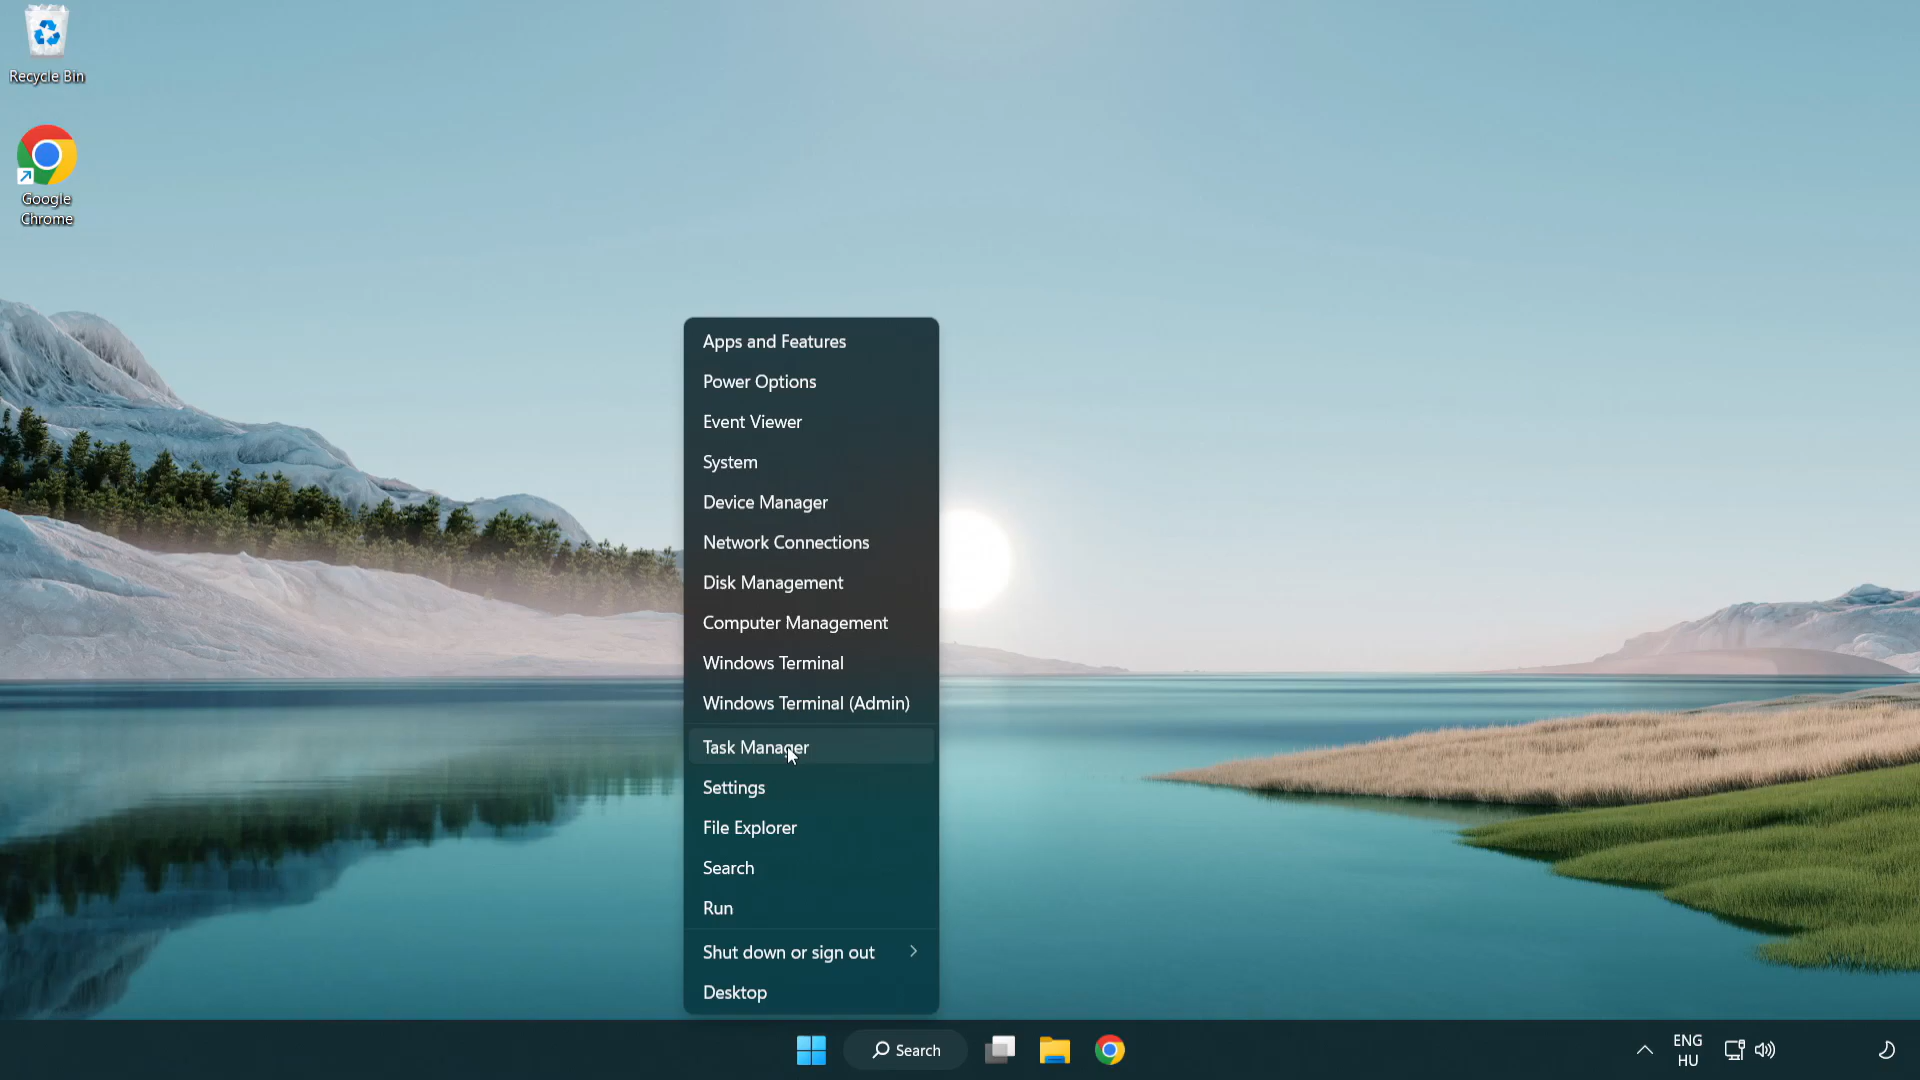 Recycle Bin
Google
Chrome
Apps and Features
Power Options
Event Viewer
System
Device Manager
Network Connections
Disk Management
Computer Management
Windows Terminal
Windows Terminal (Admin)
Task Manager
Settings
File Explorer
Search
Run
Shut down or sign out
Desktop
Search
ENG
HU